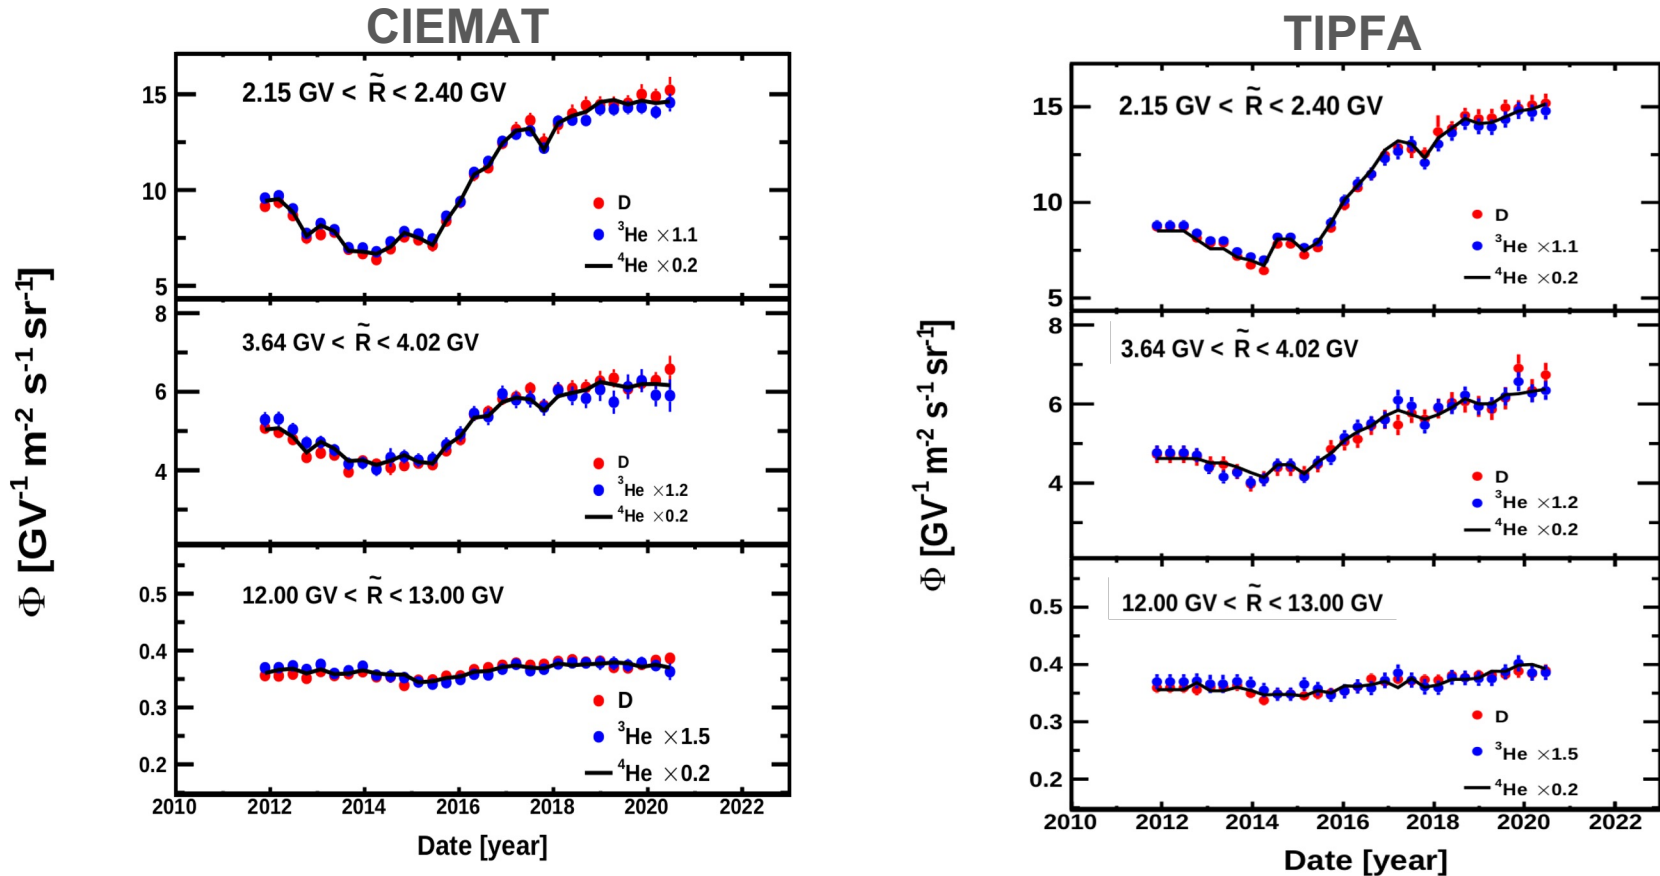 CIEMAT
Φ [GV-1 m-2 s-1 sr-1]
2.15 GV < R̃ < 2.40 GV
15
10
5
D
3He ×1.1
4He ×0.2
3.64 GV < R̃ < 4.02 GV
8
6
4
D
3He ×1.2
4He ×0.2
12.00 GV < R̃ < 13.00 GV
0.5
0.4
0.3
0.2
D
3He ×1.5
4He ×0.2
2010 2012 2014 2016 2018 2020 2022
Date [year]
TIPFA
Φ [GV-1 m-2 s-1 sr-1]
2.15 GV < R̃ < 2.40 GV
15
10
5
D
3He ×1.1
4He ×0.2
3.64 GV < R̃ < 4.02 GV
8
6
4
D
3He ×1.2
4He ×0.2
12.00 GV < R̃ < 13.00 GV
0.5
0.4
0.3
0.2
D
3He ×1.5
4He ×0.2
2010 2012 2014 2016 2018 2020 2022
Date [year]